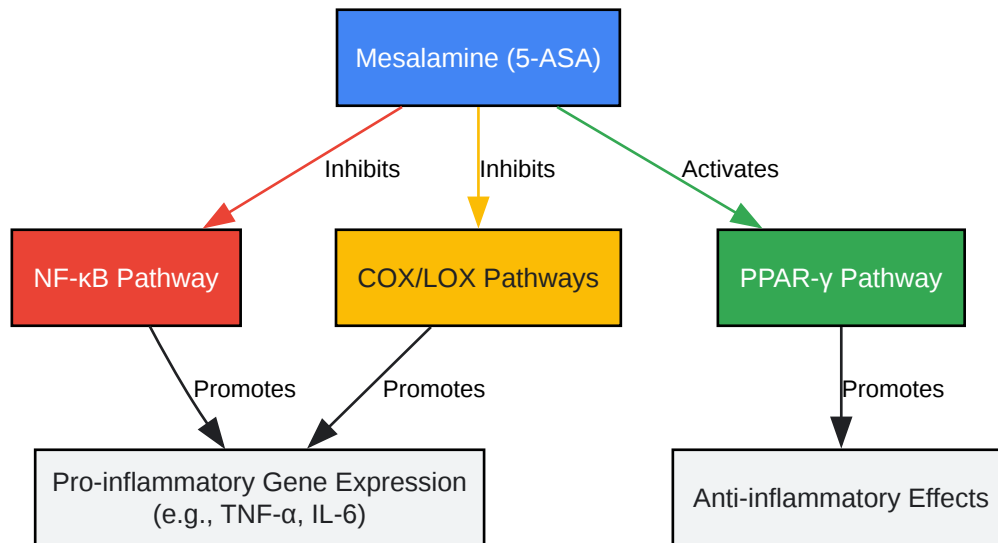 Mesalamine (5-ASA)
Inhibits
Inhibits
Activates
NF-κB Pathway
COX/LOX Pathways
PPAR-γ Pathway
Promotes
Promotes
Promotes
Pro-inflammatory Gene Expression
(e.g., TNF-α, IL-6)
Anti-inflammatory Effects